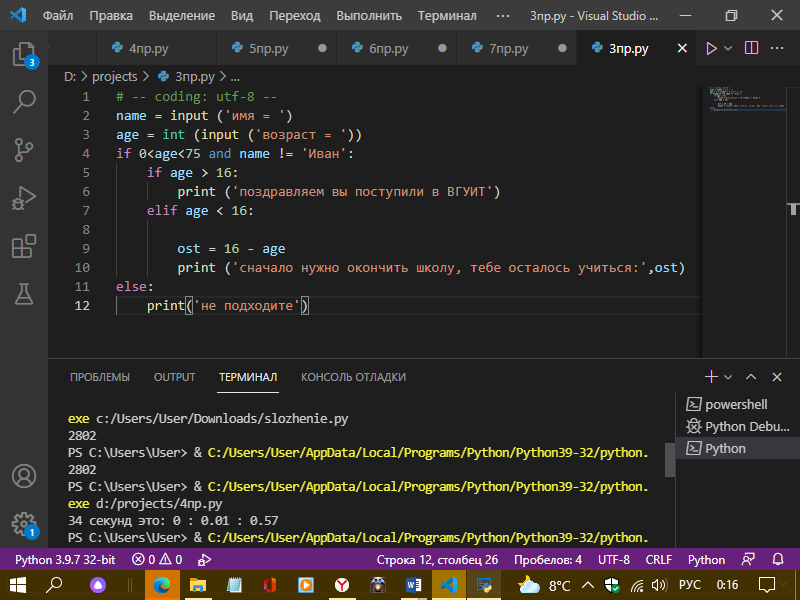 Файл Правка Выделение Вид Переход Выполнить Терминал ··· 3пр.py - Visual Studio ...
4пр.py 5пр.py 6пр.py 7пр.py 3пр.py
D: > projects > 3пр.py > ...
1 # -- coding: utf-8 --
2 name = input ('имя = ')
3 age = int (input ('возраст = '))
4 if 0<age<75 and name != 'Иван':
5 if age > 16:
6 print ('поздравляем вы поступили в ВГУИТ')
7 elif age < 16:
8
9 ost = 16 - age
10 print ('сначало нужно окончить школу, тебе осталось учиться:',ost)
11 else:
12 print('не подходите')
ПРОБЛЕМЫ OUTPUT ТЕРМИНАЛ КОНСОЛЬ ОТЛАДКИ
exe c:/Users/User/Downloads/slozhenie.py
2802
PS C:\Users\User> & C:/Users/User/AppData/Local/Programs/Python/Python39-32/python.
2802
PS C:\Users\User> & C:/Users/User/AppData/Local/Programs/Python/Python39-32/python.
exe d:/projects/4пр.py
34 секунд это: 0 : 0.01 : 0.57
PS C:\Users\User> & C:/Users/User/AppData/Local/Programs/Python/Python39-32/python.
powershell
Python Debu...
Python
3
1
Python 3.9.7 32-bit 0 0 Строка 12, столбец 26 Пробелов: 4 UTF-8 CRLF Python
8°C РУС 0:16